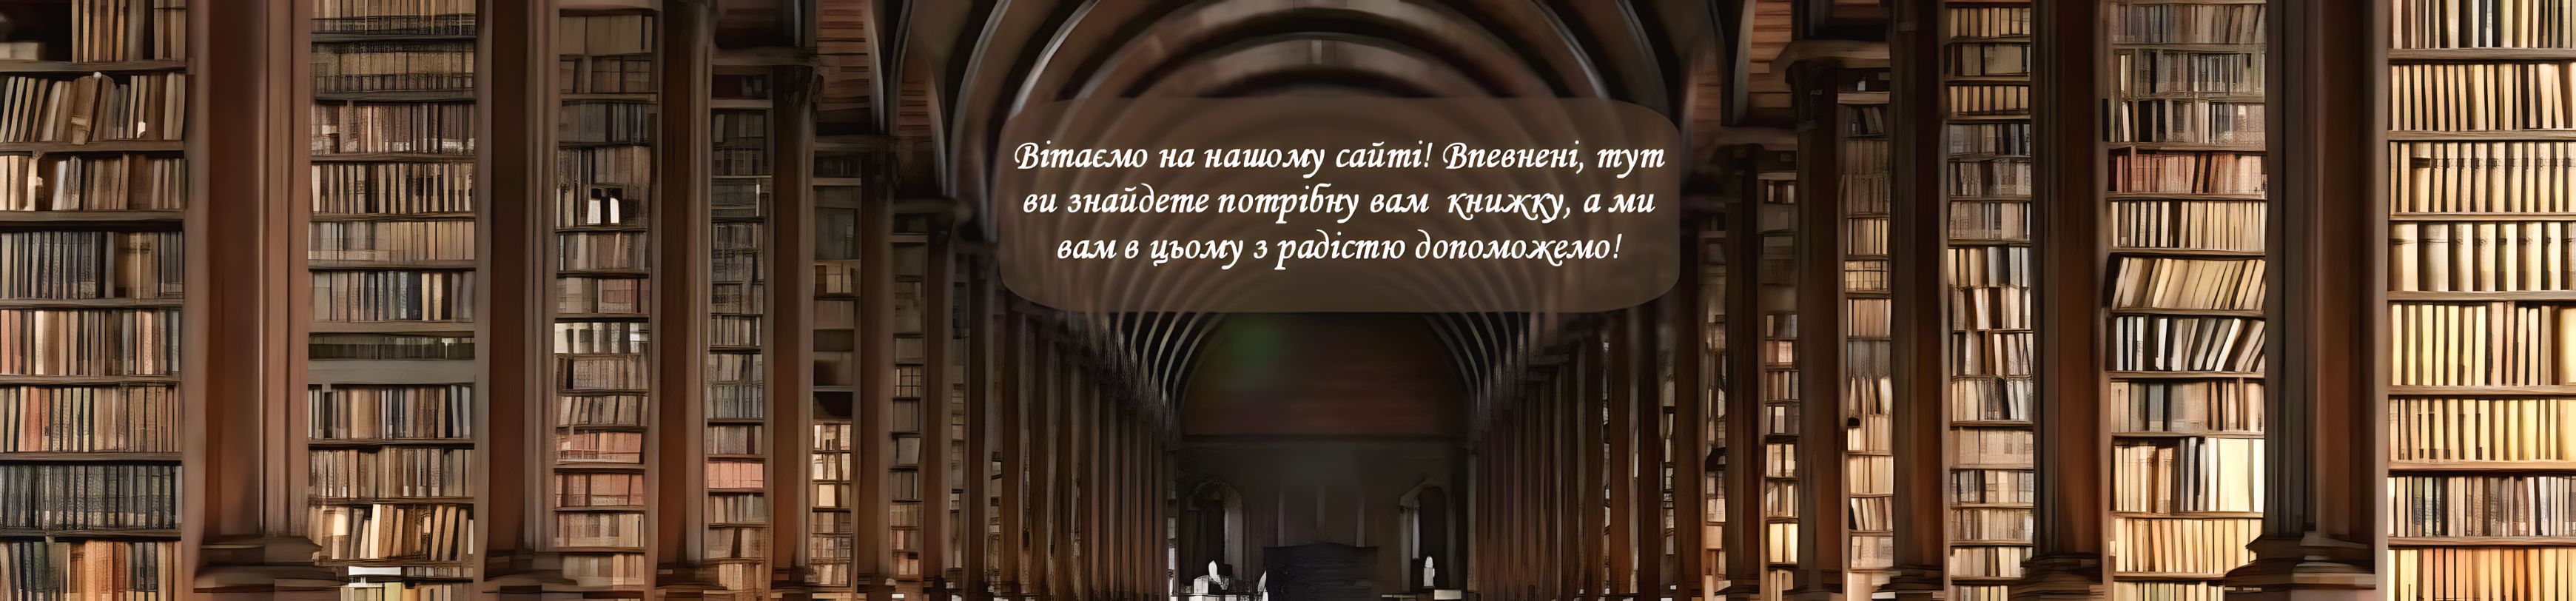 Вітаємо на нашому сайті! Впевнені, тут
ви знайдете потрібну вам  книжку, а ми
вам в цьому з радістю допоможемо!